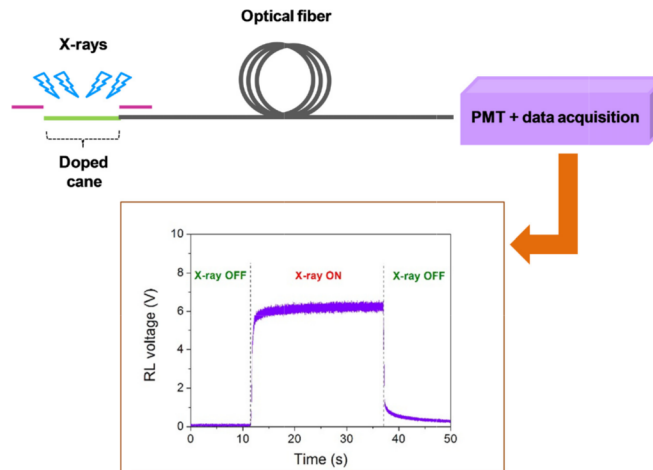 Optical fiber
X-rays
PMT + data acquisition
Doped
cane
10
8
6
4
2
0
RL voltage (V)
X-ray OFF
X-ray ON
X-ray OFF
0
10
20
30
40
50
Time (s)